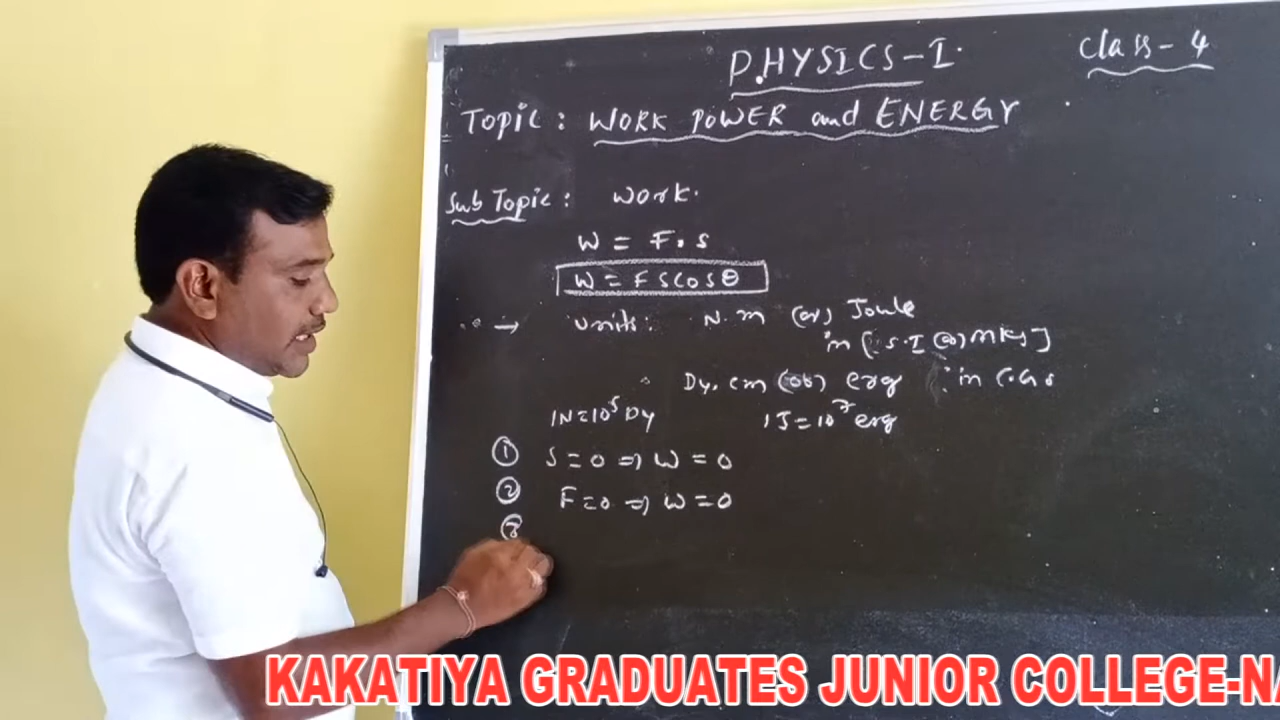 PHYSICS-I.
Class-4
Topic: WORK POWER and ENERGY
Sub Topic: Work.
W = F.s
W = FScosθ
→ Units: N.m (or) Joule
in [S.I (or) MKS]
Dy.cm (or) erg in C.G.S
1N=10⁵ Dy 1J=10⁷ erg
① S=0 ⇒ W=0
② F=0 ⇒ W=0
③
KAKATIYA GRADUATES JUNIOR COLLEGE-NA